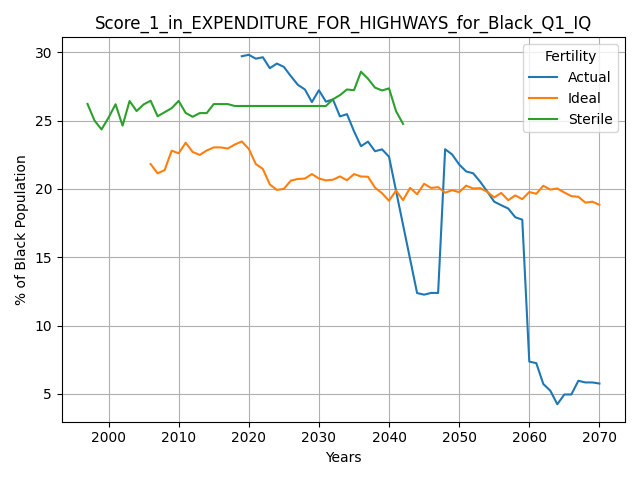 Score_1_in_EXPENDITURE_FOR_HIGHWAYS_for_Black_Q1_IQ
Fertility
Actual
Ideal
Sterile
% of Black Population
30
25
20
15
10
5
2000 2010 2020 2030 2040 2050 2060 2070
Years